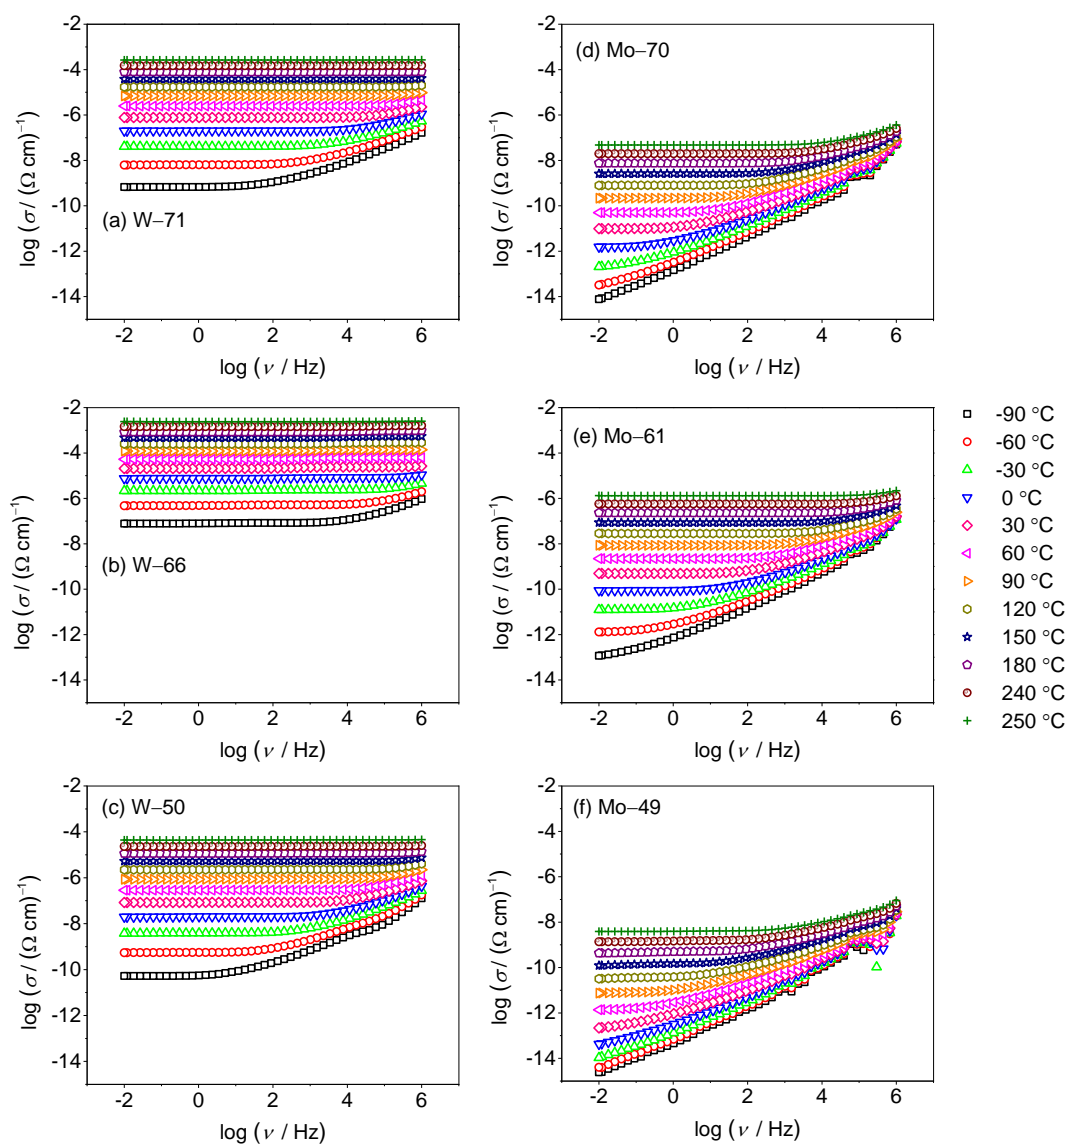 (a) W–71
-2
-4
-6
-8
-10
-12
-14
-2 0 2 4 6
log (σ / (Ω cm)⁻¹)
log (ν / Hz)
(d) Mo–70
-2
-4
-6
-8
-10
-12
-14
-2 0 2 4 6
log (σ / (Ω cm)⁻¹)
log (ν / Hz)
(b) W–66
-2
-4
-6
-8
-10
-12
-14
-2 0 2 4 6
log (σ / (Ω cm)⁻¹)
log (ν / Hz)
(e) Mo–61
-2
-4
-6
-8
-10
-12
-14
-2 0 2 4 6
log (σ / (Ω cm)⁻¹)
log (ν / Hz)
-90 °C
-60 °C
-30 °C
0 °C
30 °C
60 °C
90 °C
120 °C
150 °C
180 °C
240 °C
250 °C
(c) W–50
-2
-4
-6
-8
-10
-12
-14
-2 0 2 4 6
log (σ / (Ω cm)⁻¹)
log (ν / Hz)
(f) Mo–49
-2
-4
-6
-8
-10
-12
-14
-2 0 2 4 6
log (σ / (Ω cm)⁻¹)
log (ν / Hz)